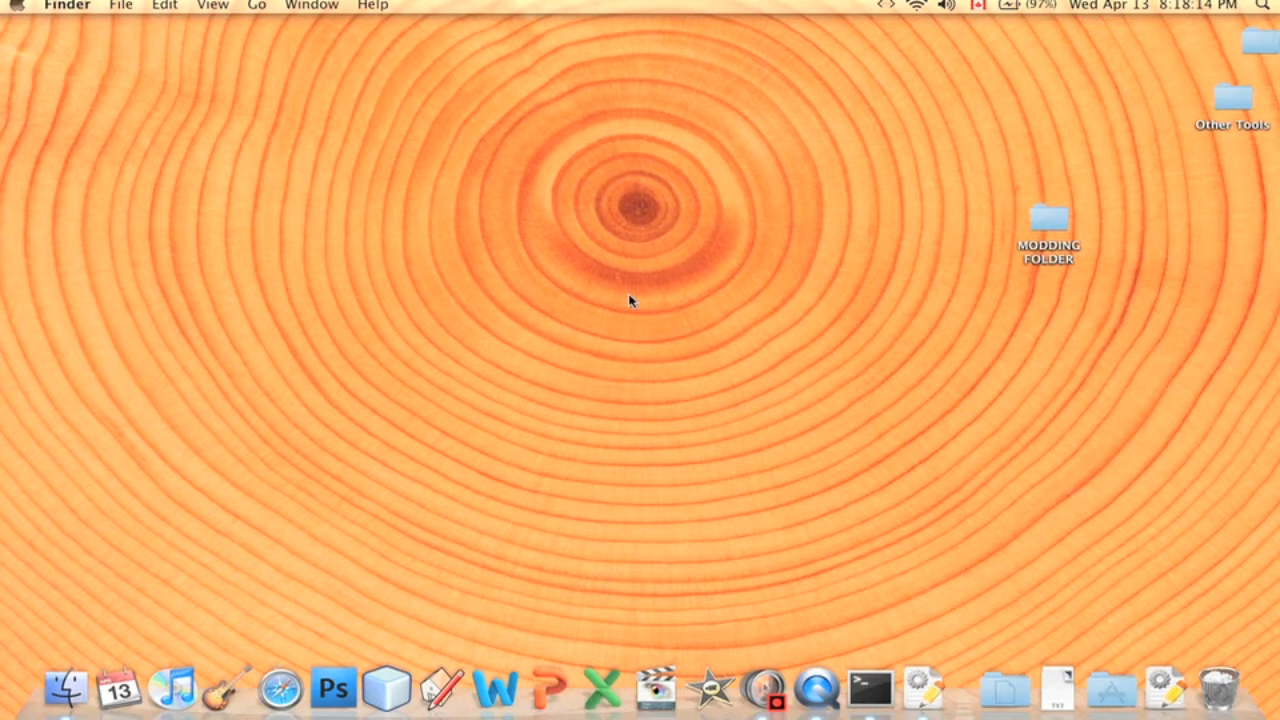 Finder File Edit View Go Window Help (97%) Wed Apr 13 8:18:14 PM
Other Tools
MODDING
FOLDER
13
Ps
TXT